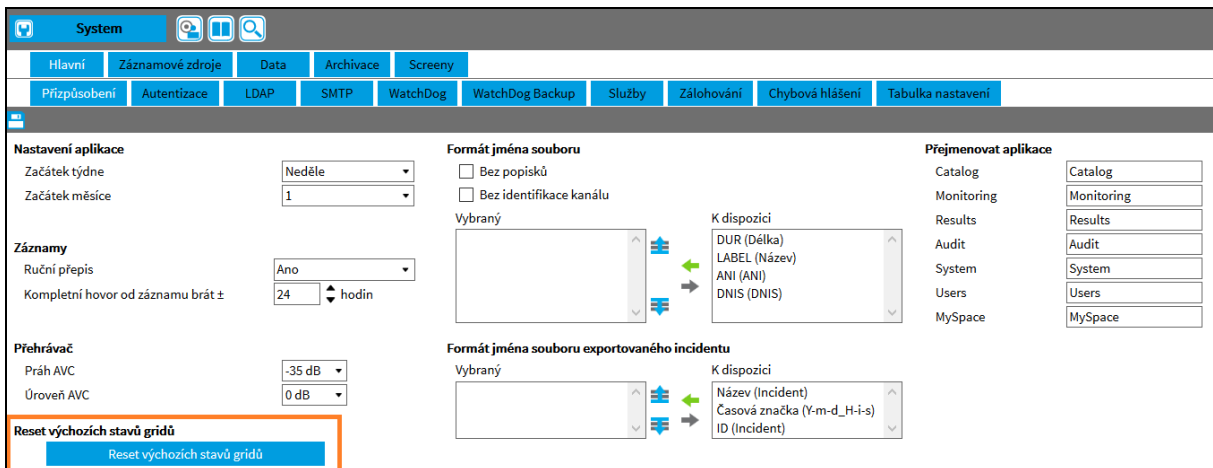 System
Hlavní Záznamové zdroje Data Archivace Screeny
Přizpůsobení Autentizace LDAP SMTP WatchDog WatchDog Backup Služby Zálohování Chybová hlášení Tabulka nastavení
Nastavení aplikace
Začátek týdne Neděle
Začátek měsíce 1
Záznamy
Ruční přepis Ano
Kompletní hovor od záznamu brát ± 24 hodin
Přehrávač
Práh AVC -35 dB
Úroveň AVC 0 dB
Reset výchozích stavů gridů
Reset výchozích stavů gridů
Formát jména souboru
Bez popisků
Bez identifikace kanálu
Vybraný K dispozici
DUR (Délka)
LABEL (Název)
ANI (ANI)
DNIS (DNIS)
Formát jména souboru exportovaného incidentu
Vybraný K dispozici
Název (Incident)
Časová značka (Y-m-d_H-i-s)
ID (Incident)
Přejmenovat aplikace
Catalog Catalog
Monitoring Monitoring
Results Results
Audit Audit
System System
Users Users
MySpace MySpace